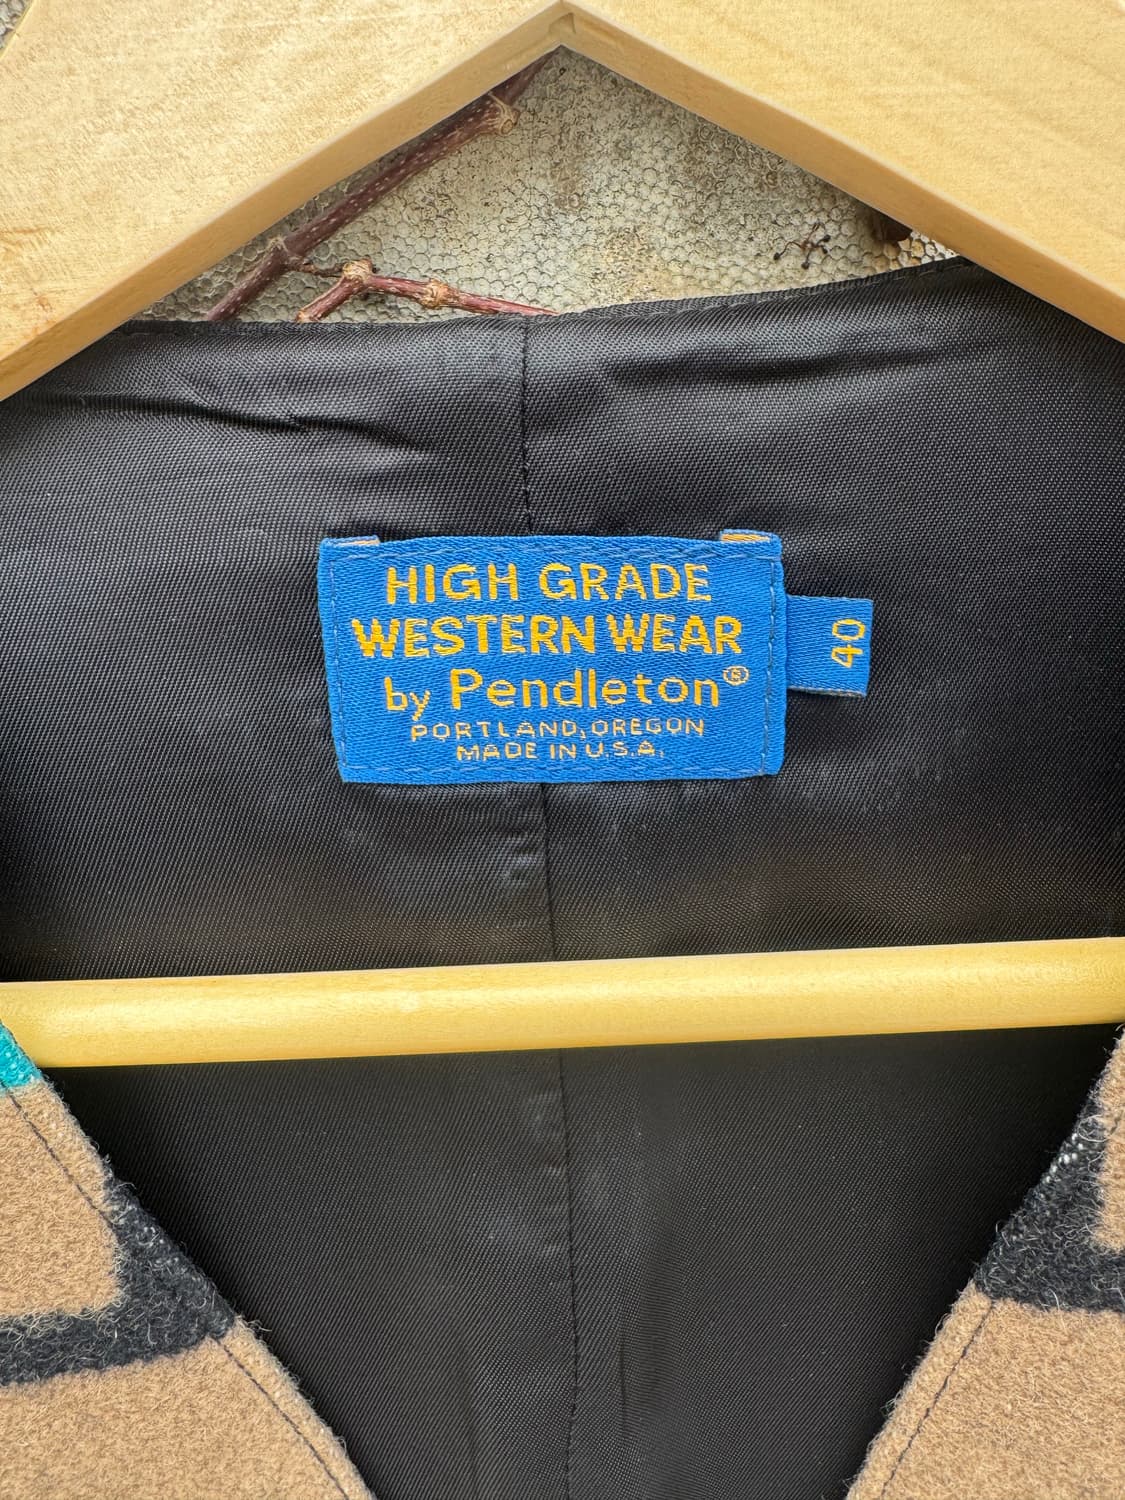 HIGH GRADE
WESTERN WEAR
by Pendleton®
PORTLAND, OREGON
MADE IN U.S.A.
40